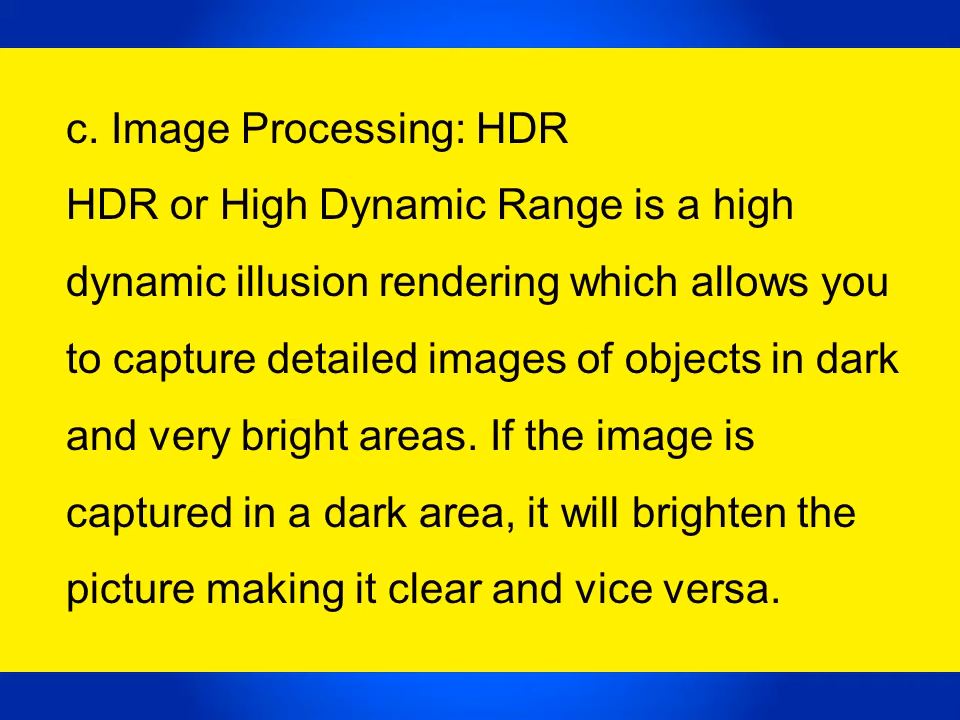 c. Image Processing: HDR
HDR or High Dynamic Range is a high
dynamic illusion rendering which allows you
to capture detailed images of objects in dark
and very bright areas. If the image is
captured in a dark area, it will brighten the
picture making it clear and vice versa.